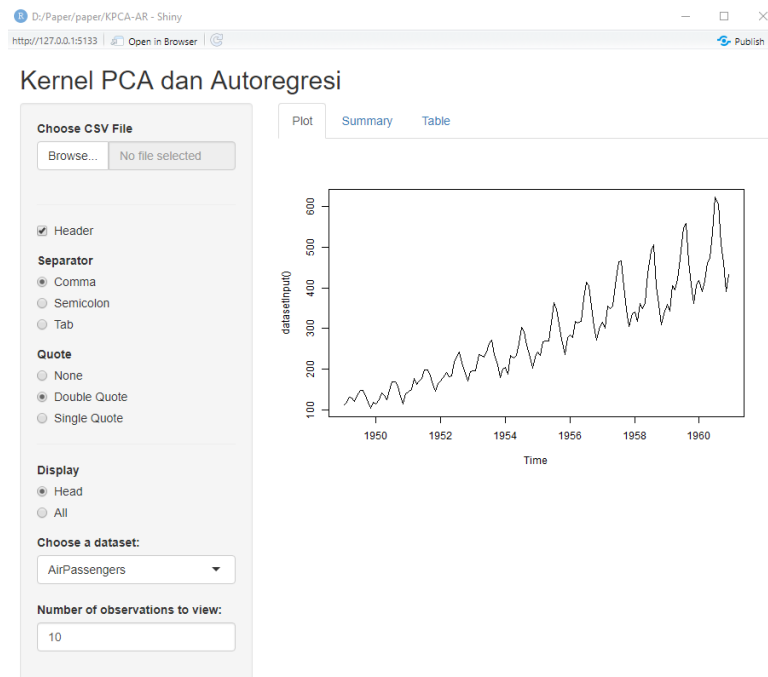 D:/Paper/paper/KPCA-AR - Shiny
http://127.0.0.1:5133 Open in Browser Publish
Kernel PCA dan Autoregresi
Choose CSV File
Browse... No file selected
Header
Separator
Comma
Semicolon
Tab
Quote
None
Double Quote
Single Quote
Display
Head
All
Choose a dataset:
AirPassengers
Number of observations to view:
10
Plot Summary Table
600
500
400
300
200
100
datasetInput()
1950 1952 1954 1956 1958 1960
Time